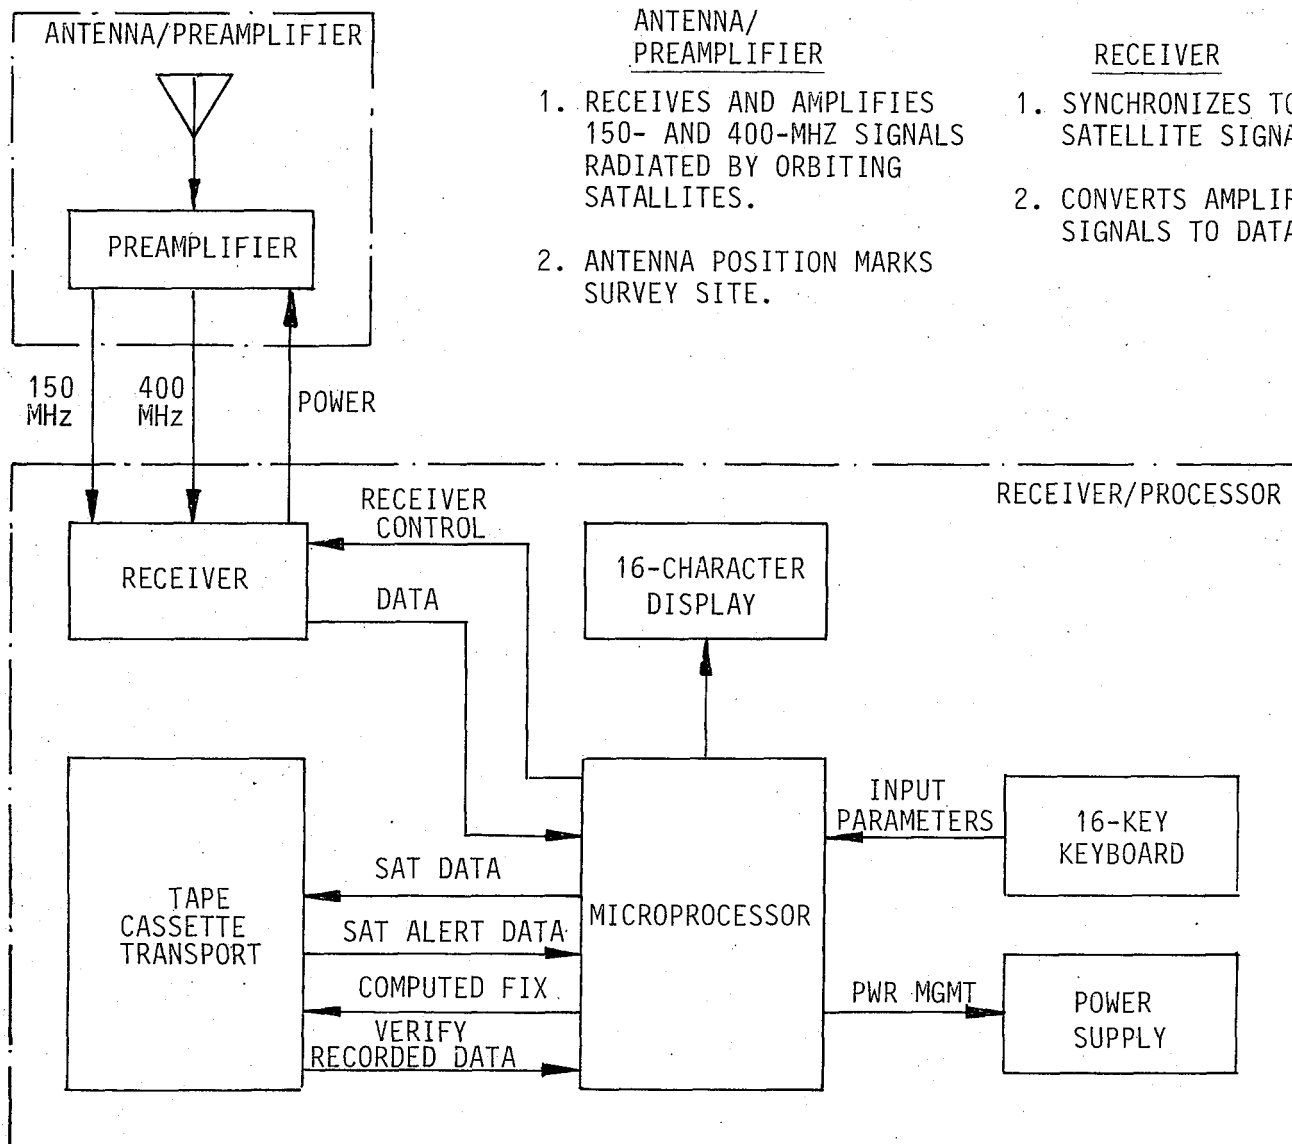 ANTENNA/PREAMPLIFIER
PREAMPLIFIER
150
MHz
400
MHz
POWER
ANTENNA/
PREAMPLIFIER
1. RECEIVES AND AMPLIFIES
150- AND 400-MHZ SIGNALS
RADIATED BY ORBITING
SATALLITES.
2. ANTENNA POSITION MARKS
SURVEY SITE.
RECEIVER
1. SYNCHRONIZES TO
SATELLITE SIGNA
2. CONVERTS AMPLIF
SIGNALS TO DATA
RECEIVER/PROCESSOR
RECEIVER
CONTROL
RECEIVER
DATA
16-CHARACTER
DISPLAY
INPUT
PARAMETERS
16-KEY
KEYBOARD
TAPE
CASSETTE
TRANSPORT
SAT DATA
SAT ALERT DATA
COMPUTED FIX
VERIFY
RECORDED DATA
MICROPROCESSOR
PWR MGMT
POWER
SUPPLY